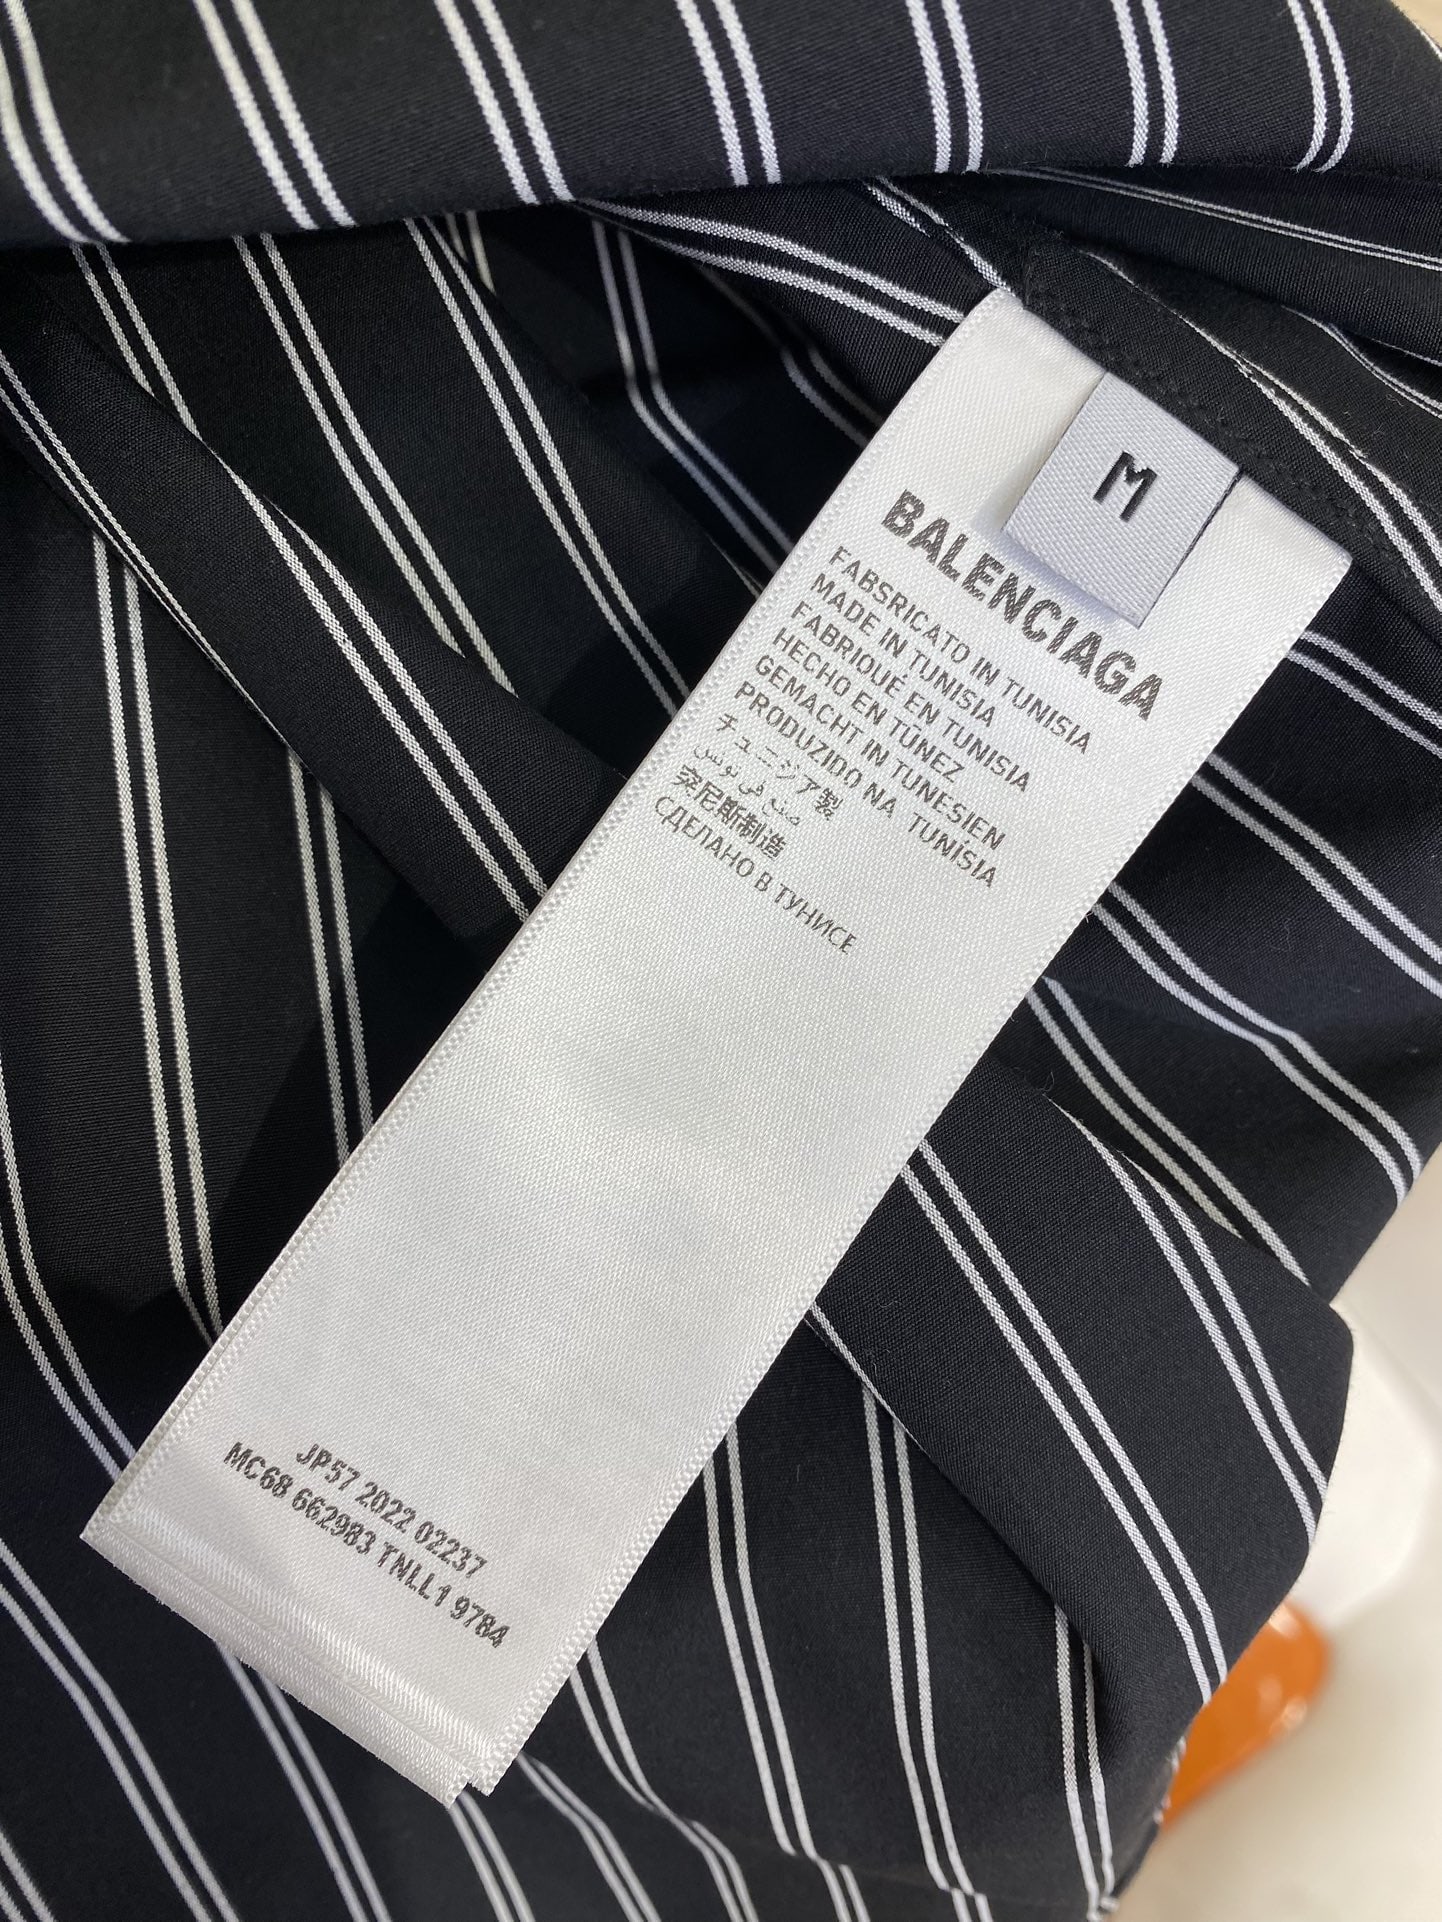 M
BALENCIAGA
FABSRICATO IN TUNISIA
MADE IN TUNISIA
FABRIQUÉ EN TUNISIA
HECHO EN TÚNEZ
GEMACHT IN TUNESIEN
PRODUZIDO NA TUNÍSIA
チュニジア製
صنع في تونس
突尼斯制造
СДЕЛАНО В ТУНИСЕ
JP57 2022 02237
MC68 662983 TNLL1 9784